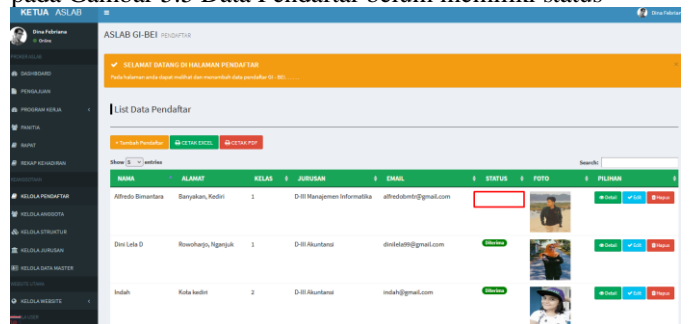 pada Gambar 5.5 Data Pendaftar belum memiliki status
KETUA ASLAB
Dina Febriana
Dina Febriana
Online
ASLAB GI-BEI PENDAFTAR
DASHBOARD
PENGAJUAN
PROGRAM KERJA
PANITIA
RAPAT
REKAP KEHADIRAN
KELOLA PENDAFTAR
KELOLA ANGGOTA
KELOLA STRUKTUR
KELOLA JURUSAN
KELOLA DATA MASTER
KELOLA WEBSITE
SELAMAT DATANG DI HALAMAN PENDAFTAR
Pada halaman anda dapat melihat dan menambah data pendaftar GI - BEI
List Data Pendaftar
+ Tambah Pendaftar CETAK EXCEL CETAK PDF
Show 5 entries Search:
NAMA ALAMAT KELAS JURUSAN EMAIL STATUS FOTO PILIHAN
Alfredo Bimantara Banyakan, Kediri 1 D-III Manajemen Informatika alfredobmtr@gmail.com Detail Edit Hapus
Dini Lela D Rowoharjo, Nganjuk 1 D-III Akuntansi dinilela99@gmail.com Diterima Detail Edit Hapus
Indah Kota kediri 2 D-III Akuntansi indah@gmail.com Diterima Detail Edit Hapus